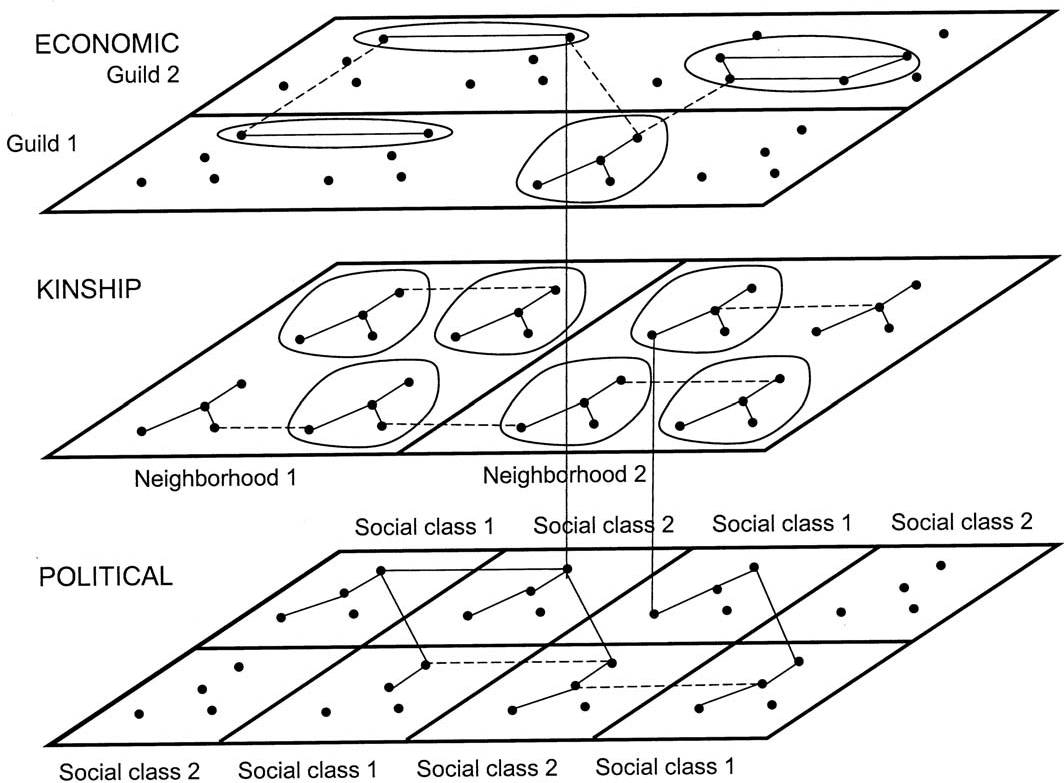 ECONOMIC
Guild 2
Guild 1
KINSHIP
Neighborhood 1
Neighborhood 2
Social class 1
Social class 2
Social class 1
Social class 2
POLITICAL
Social class 2
Social class 1
Social class 2
Social class 1